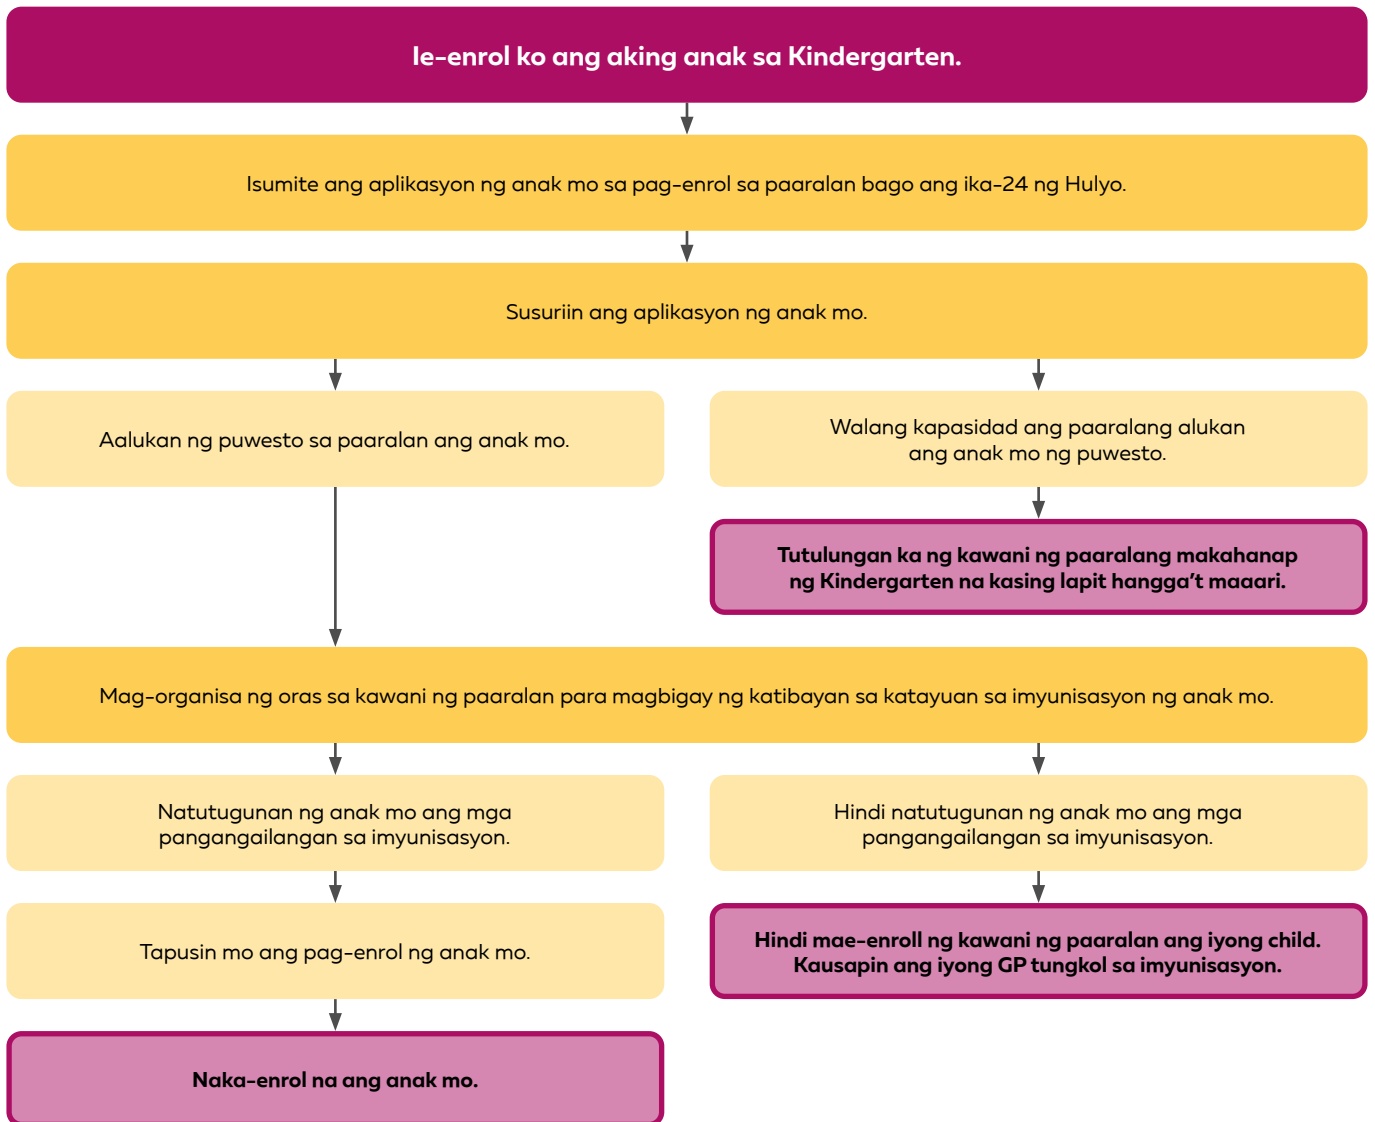 Ie-enrol ko ang aking anak sa Kindergarten.
Isumite ang aplikasyon ng anak mo sa pag-enrol sa paaralan bago ang ika-24 ng Hulyo.
Susuriin ang aplikasyon ng anak mo.
Aalukan ng puwesto sa paaralan ang anak mo.
Walang kapasidad ang paaralang alukan
ang anak mo ng puwesto.
Tutulungan ka ng kawani ng paaralang makahanap
ng Kindergarten na kasing lapit hangga’t maaari.
Mag-organisa ng oras sa kawani ng paaralan para magbigay ng katibayan sa katayuan sa imyunisasyon ng anak mo.
Natutugunan ng anak mo ang mga
pangangailangan sa imyunisasyon.
Hindi natutugunan ng anak mo ang mga
pangangailangan sa imyunisasyon.
Tapusin mo ang pag-enrol ng anak mo.
Hindi mae-enroll ng kawani ng paaralan ang iyong child.
Kausapin ang iyong GP tungkol sa imyunisasyon.
Naka-enrol na ang anak mo.